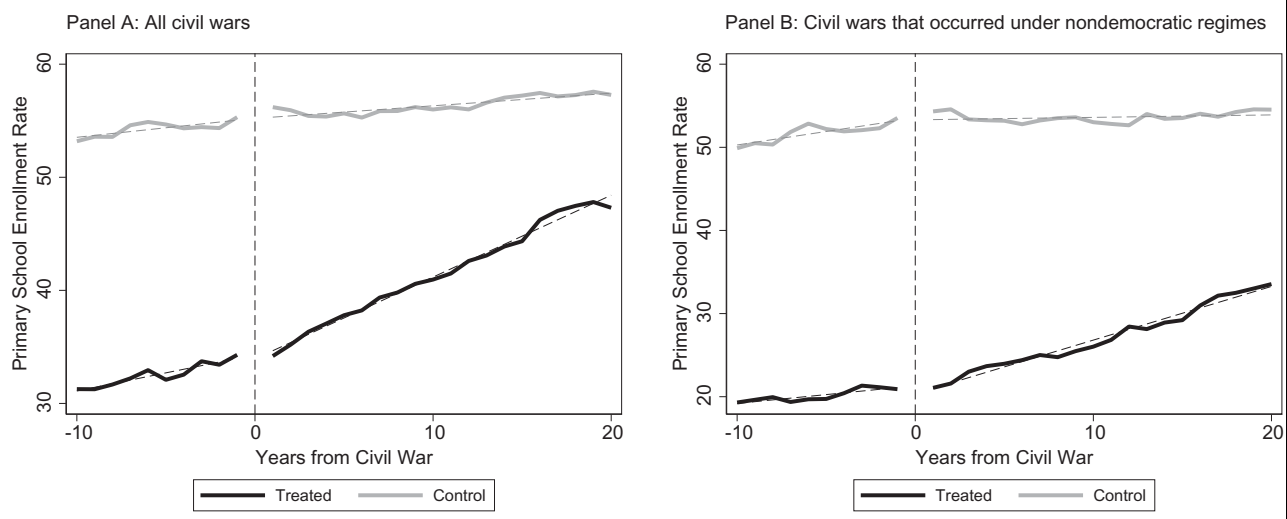 Panel A: All civil wars
Primary School Enrollment Rate
60
50
40
30
-10 0 10 20
Years from Civil War
Treated Control
Panel B: Civil wars that occurred under nondemocratic regimes
Primary School Enrollment Rate
60
50
40
30
20
-10 0 10 20
Years from Civil War
Treated Control